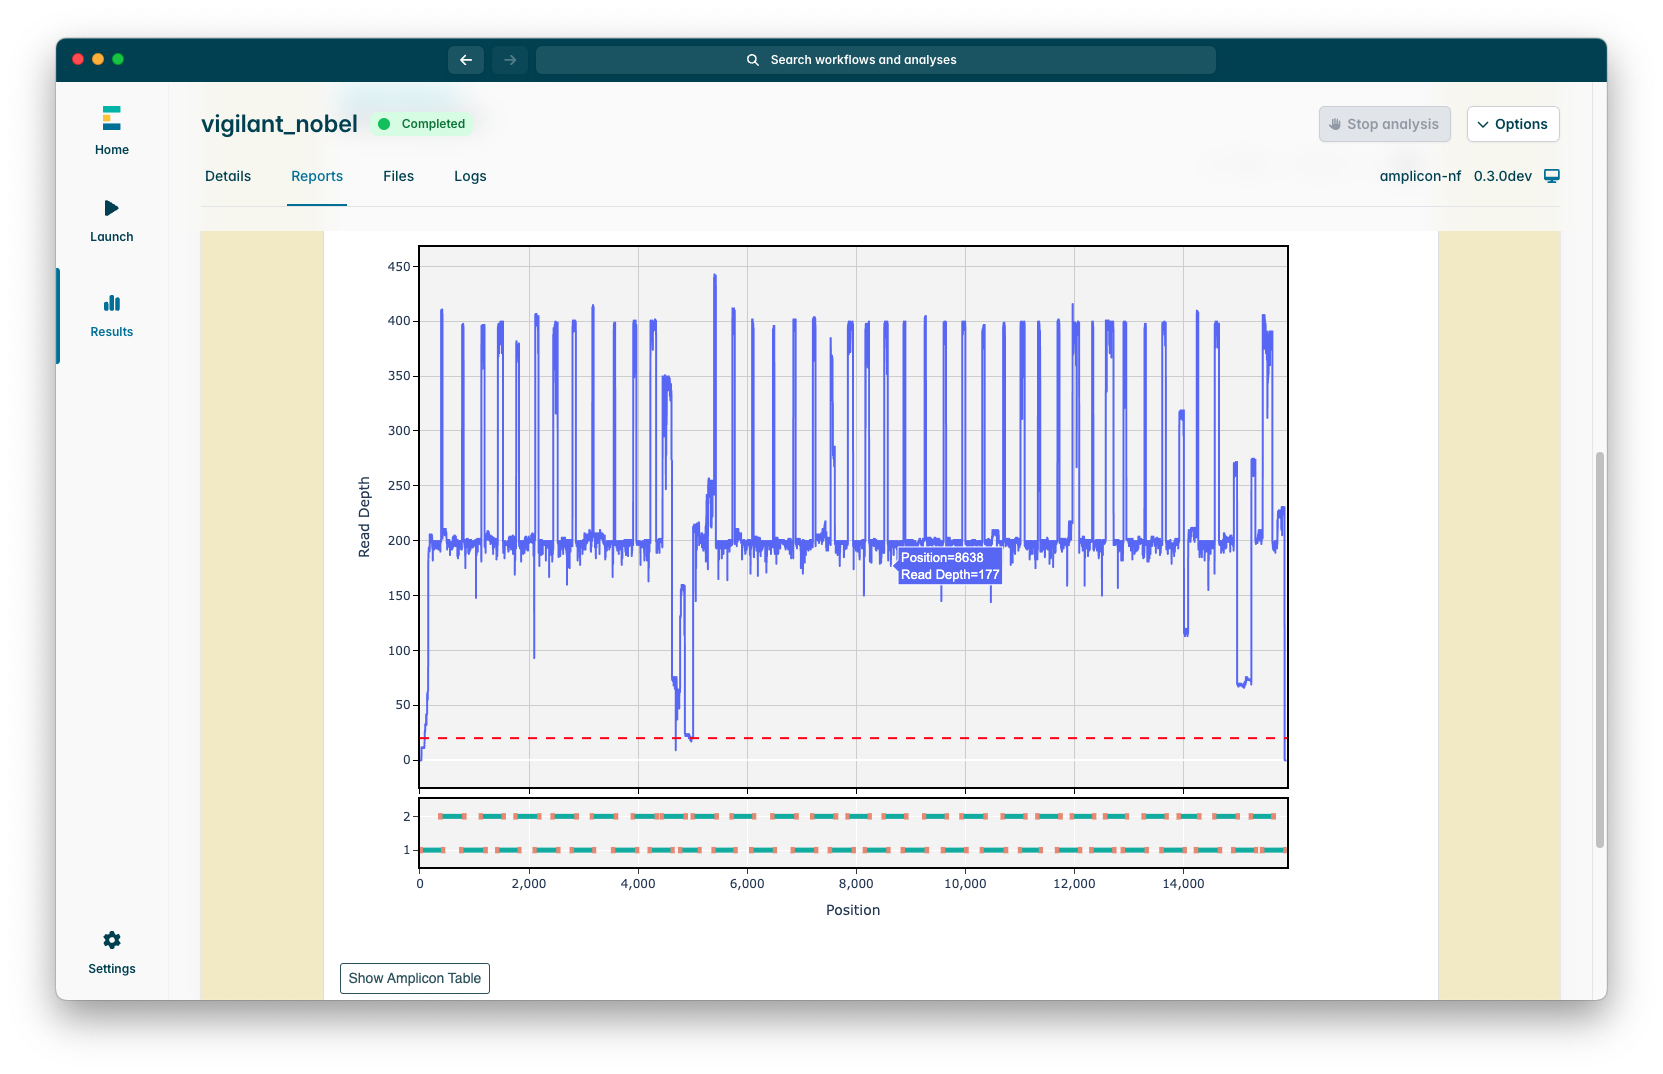 Search workflows and analyses
Home
Launch
Results
Settings
vigilant_nobel
Completed
Stop analysis
Options
Details
Reports
Files
Logs
amplicon-nf 0.3.0dev
450
400
350
300
250
200
150
100
50
0
Read Depth
Position=8638
Read Depth=177
2
1
0
2,000
4,000
6,000
8,000
10,000
12,000
14,000
Position
Show Amplicon Table